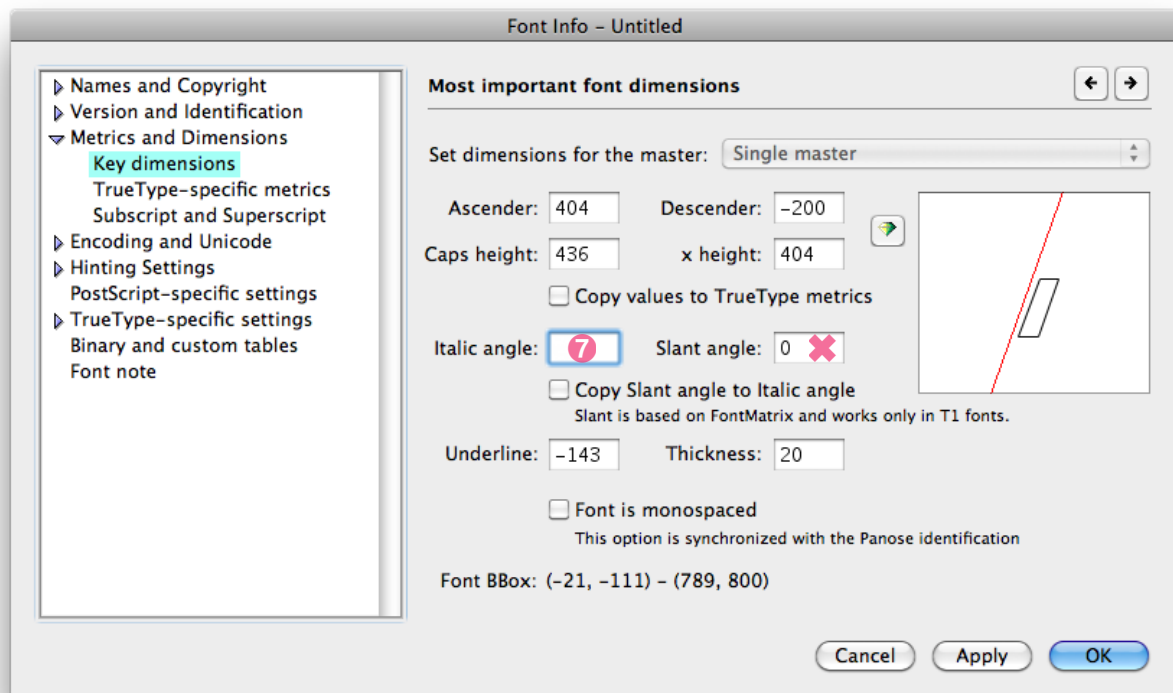 Font Info – Untitled
Names and Copyright
Version and Identification
Metrics and Dimensions
Key dimensions
TrueType-specific metrics
Subscript and Superscript
Encoding and Unicode
Hinting Settings
PostScript-specific settings
TrueType-specific settings
Binary and custom tables
Font note
Most important font dimensions
Set dimensions for the master: Single master
Ascender: 404 Descender: -200
Caps height: 436 x height: 404
Copy values to TrueType metrics
Italic angle: 7 Slant angle: 0
Copy Slant angle to Italic angle
Slant is based on FontMatrix and works only in T1 fonts.
Underline: -143 Thickness: 20
Font is monospaced
This option is synchronized with the Panose identification
Font BBox: (-21, -111) – (789, 800)
Cancel Apply OK